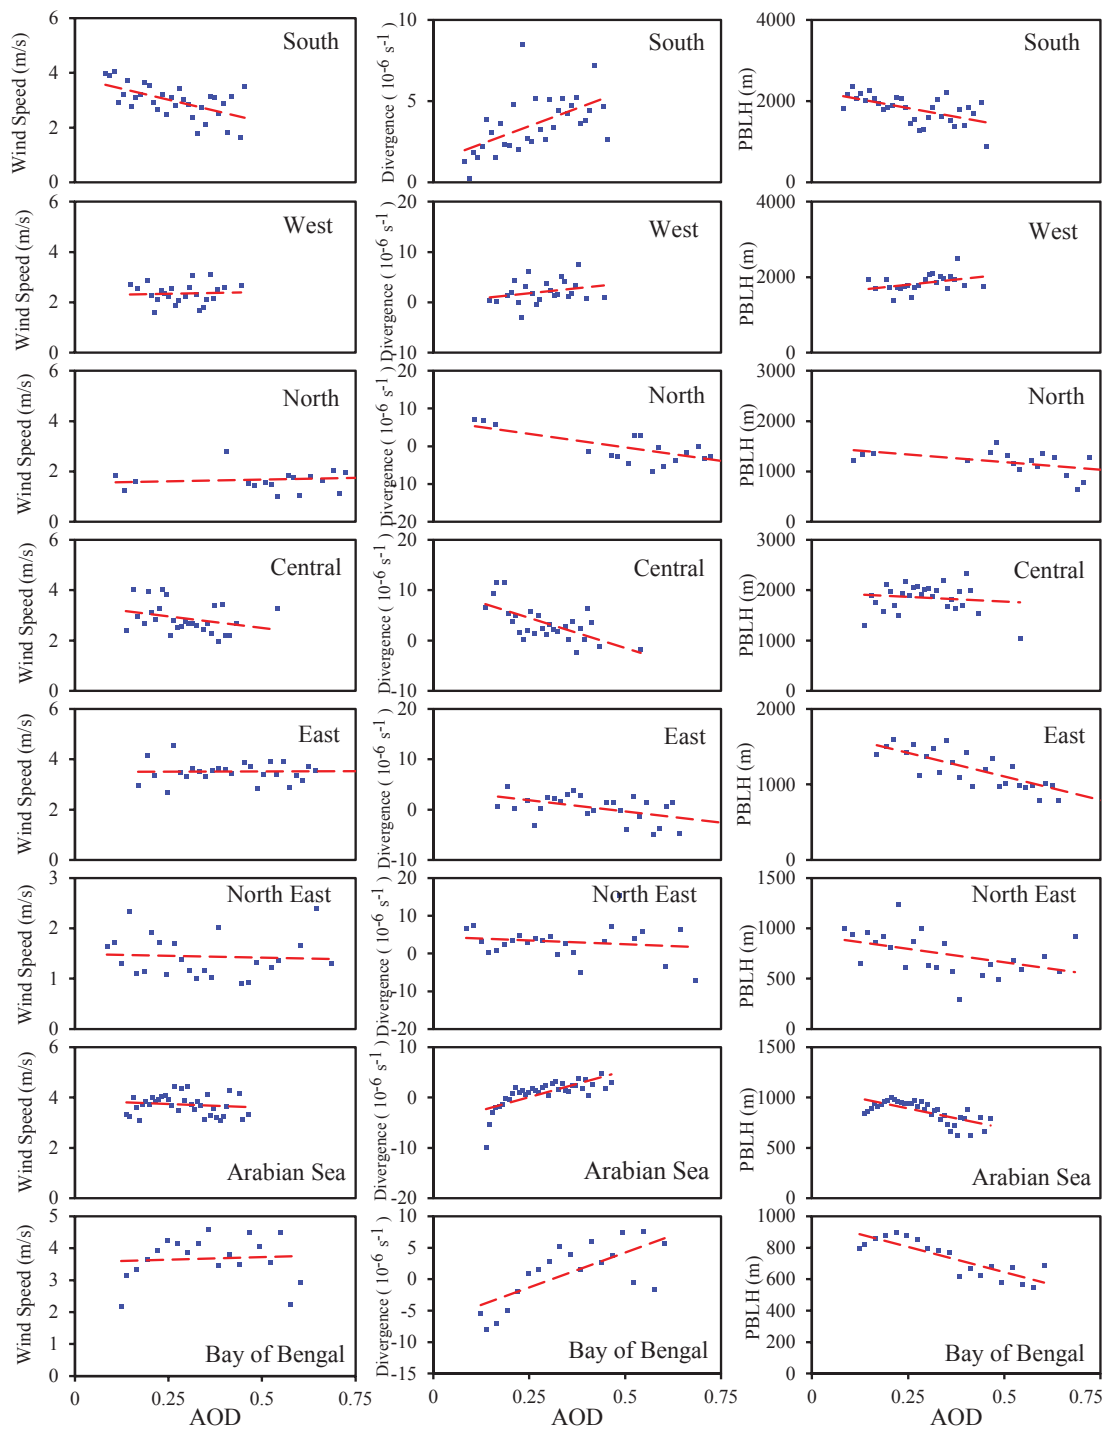 Wind Speed (m/s)
6
4
2
0
South
Divergence ( 10-6 s-1 )
10
5
0
South
PBLH (m)
4000
2000
0
South
Wind Speed (m/s)
6
4
2
0
West
Divergence ( 10-6 s-1 )
20
10
0
10
West
PBLH (m)
4000
2000
0
West
Wind Speed (m/s)
6
4
2
0
North
Divergence ( 10-6 s-1 )
20
10
0
-10
-20
North
PBLH (m)
3000
2000
1000
0
North
Wind Speed (m/s)
6
4
2
0
Central
Divergence ( 10-6 s-1 )
20
10
0
-10
Central
PBLH (m)
3000
2000
1000
0
Central
Wind Speed (m/s)
6
4
2
0
East
Divergence ( 10-6 s-1 )
20
10
0
-10
East
PBLH (m)
2000
1000
0
East
Wind Speed (m/s)
3
2
1
0
North East
Divergence ( 10-6 s-1 )
20
10
0
-10
-20
North East
PBLH (m)
1500
1000
500
0
North East
Wind Speed (m/s)
6
4
2
0
Arabian Sea
Divergence ( 10-6 s-1 )
10
0
-10
-20
Arabian Sea
PBLH (m)
1500
1000
500
0
Arabian Sea
Wind Speed (m/s)
5
4
3
2
1
0
Bay of Bengal
0 0.25 0.5 0.75
AOD
Divergence ( 10-6 s-1 )
10
5
0
-5
-10
-15
Bay of Bengal
0 0.25 0.5 0.75
AOD
PBLH (m)
1000
800
600
400
200
0
Bay of Bengal
0 0.25 0.5 0.75
AOD